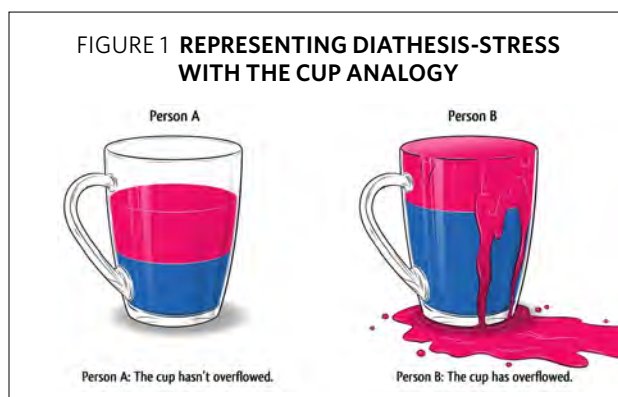 FIGURE 1 REPRESENTING DIATHESIS-STRESS
WITH THE CUP ANALOGY
Person A
Person B
Person A: The cup hasn't overflowed.
Person B: The cup has overflowed.